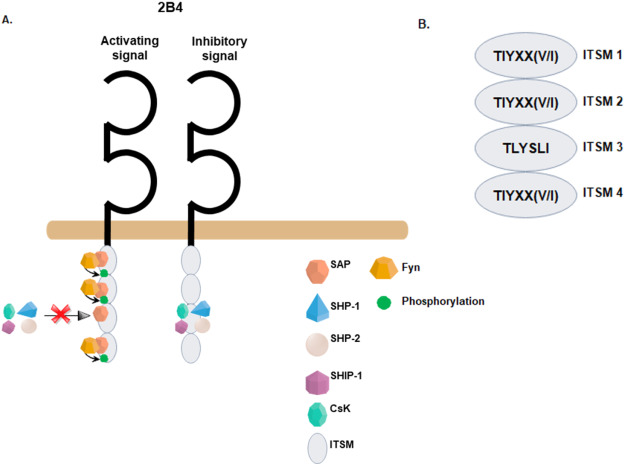 2B4
A.
B.
Activating
signal
Inhibitory
signal
TIYXX(V/I)
ITSM 1
TIYXX(V/I)
ITSM 2
TLYSLI
ITSM 3
TIYXX(V/I)
ITSM 4
SAP
Fyn
SHP-1
Phosphorylation
SHP-2
SHIP-1
CsK
ITSM